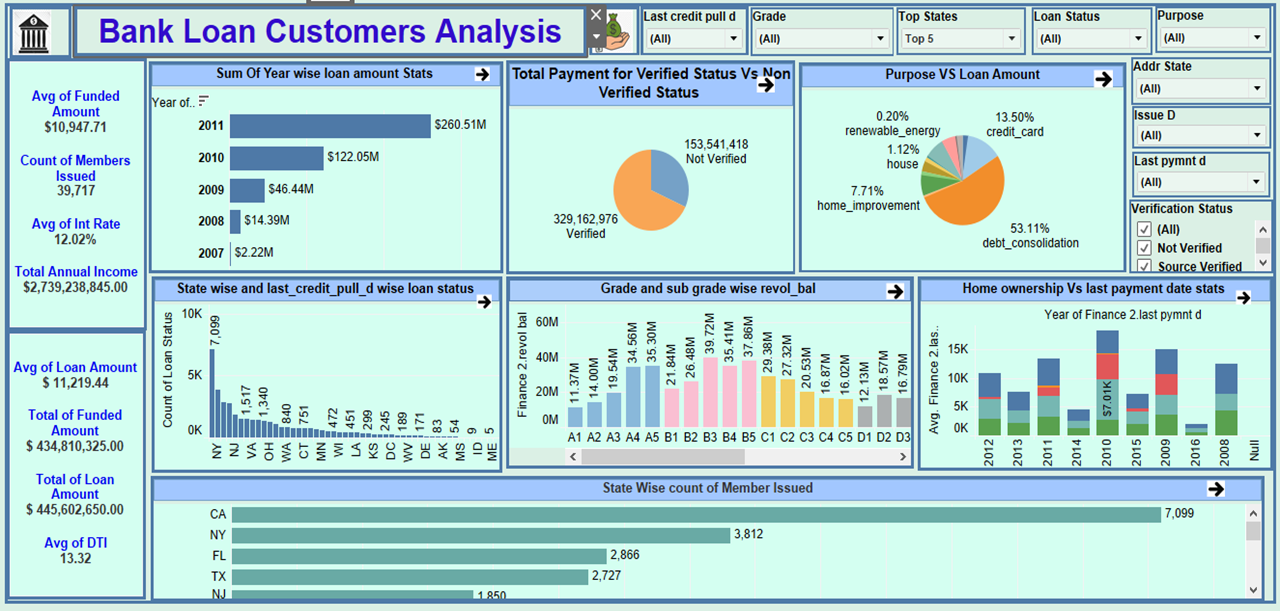 Bank Loan Customers Analysis
Last credit pull d
(All)
Grade
(All)
Top States
Top 5
Loan Status
(All)
Purpose
(All)
Addr State
(All)
Issue D
(All)
Last pymnt d
(All)
Verification Status
(All)
Not Verified
Source Verified
Avg of Funded
Amount
$10,947.71
Count of Members
Issued
39,717
Avg of Int Rate
12.02%
Total Annual Income
$2,739,238,845.00
Avg of Loan Amount
$ 11,219.44
Total of Funded
Amount
$ 434,810,325.00
Total of Loan
Amount
$ 445,602,650.00
Avg of DTI
13.32
Sum Of Year wise loan amount Stats
Year of..
2011 $260.51M
2010 $122.05M
2009 $46.44M
2008 $14.39M
2007 $2.22M
Total Payment for Verified Status Vs Non
Verified Status
153,541,418
Not Verified
329,162,976
Verified
Purpose VS Loan Amount
0.20%
renewable_energy
13.50%
credit_card
1.12%
house
7.71%
home_improvement
53.11%
debt_consolidation
State wise and last_credit_pull_d wise loan status
Count of Loan Status
10K
5K
0K
7,099 1,517 1,340 840 751 472 451 299 245 189 171 83 54 9 5
NY NJ VA OH WA CT MN WI LA KS DC WV DE AK MS ID ME
Grade and sub grade wise revol_bal
Finance 2.revol bal
60M
40M
20M
0M
11.37M 14.00M 19.54M 34.56M 35.30M 21.84M 26.48M 39.72M 35.41M 37.86M 29.38M 27.32M 20.53M 16.87M 16.02M 12.13M 18.57M 16.79M
A1 A2 A3 A4 A5 B1 B2 B3 B4 B5 C1 C2 C3 C4 C5 D1 D2 D3
Home ownership Vs last payment date stats
Year of Finance 2.last pymnt d
Avg. Finance 2.las..
15K
10K
5K
0K
$7.01K
2012 2013 2011 2014 2010 2015 2009 2016 2008 Null
State Wise count of Member Issued
CA 7,099
NY 3,812
FL 2,866
TX 2,727
NJ 1,850